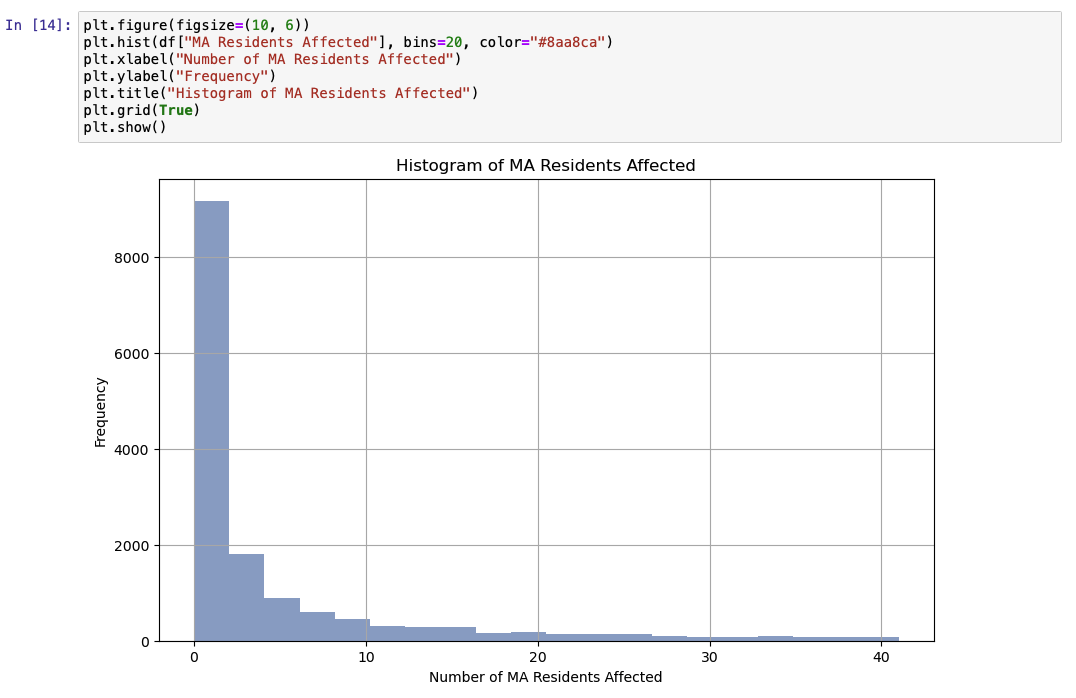 In [14]: plt.figure(figsize=(10, 6))
plt.hist(df["MA Residents Affected"], bins=20, color="#8aa8ca")
plt.xlabel("Number of MA Residents Affected")
plt.ylabel("Frequency")
plt.title("Histogram of MA Residents Affected")
plt.grid(True)
plt.show()
Histogram of MA Residents Affected
8000
6000
4000
2000
0
Frequency
0 10 20 30 40
Number of MA Residents Affected